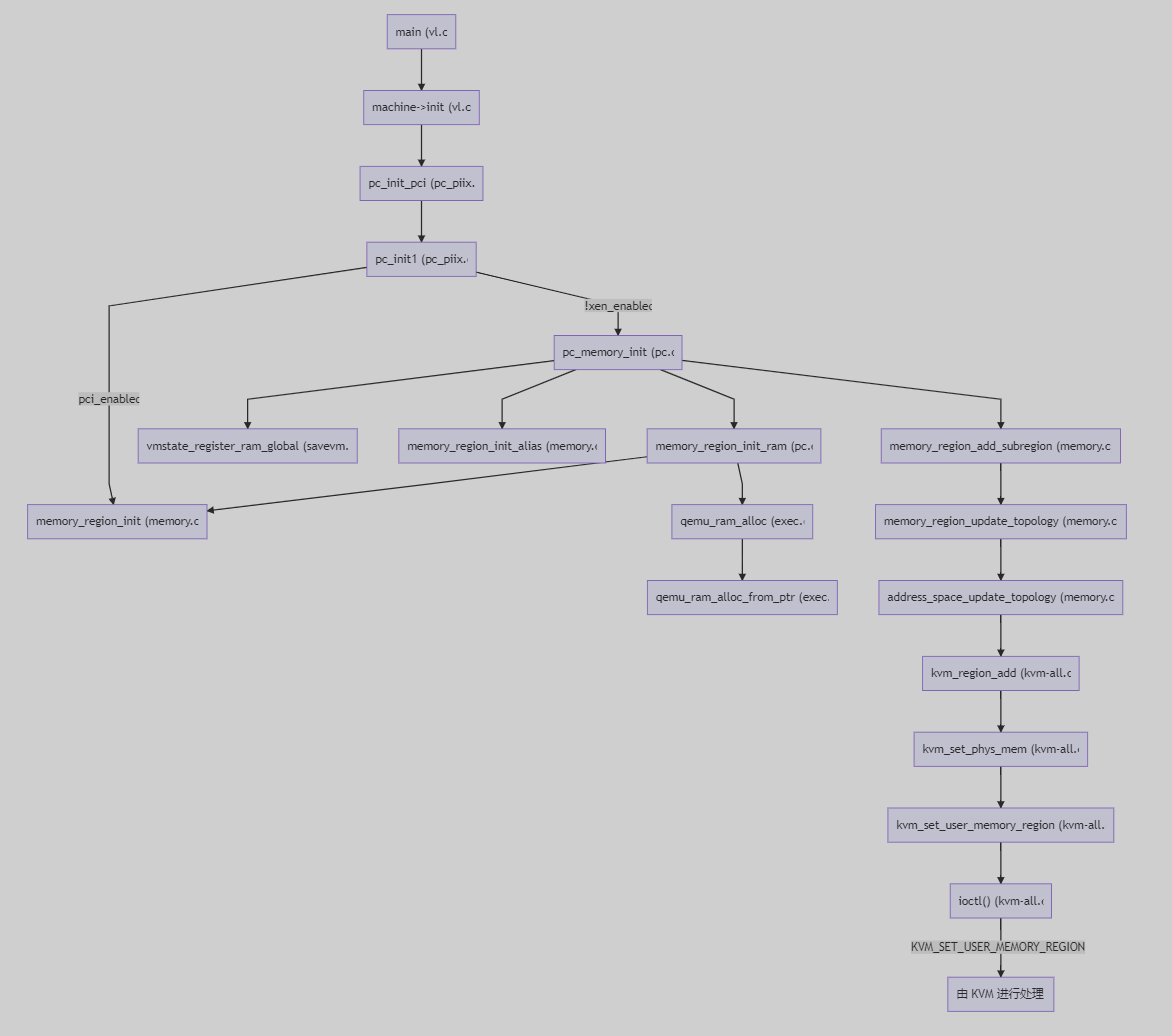 main (vl.c
machine->init (vl.c
pc_init_pci (pc_piix.
pc_init1 (pc_piix.
!xen_enabled
pc_memory_init (pc.c
pci_enabled
vmstate_register_ram_global (savevm.
memory_region_init_alias (memory.c
memory_region_init_ram (pc.c
memory_region_add_subregion (memory.c
memory_region_init (memory.c
qemu_ram_alloc (exec.
memory_region_update_topology (memory.c
qemu_ram_alloc_from_ptr (exec.
address_space_update_topology (memory.c
kvm_region_add (kvm-all.c
kvm_set_phys_mem (kvm-all.c
kvm_set_user_memory_region (kvm-all.
ioctl() (kvm-all.c
KVM_SET_USER_MEMORY_REGION
由 KVM 进行处理